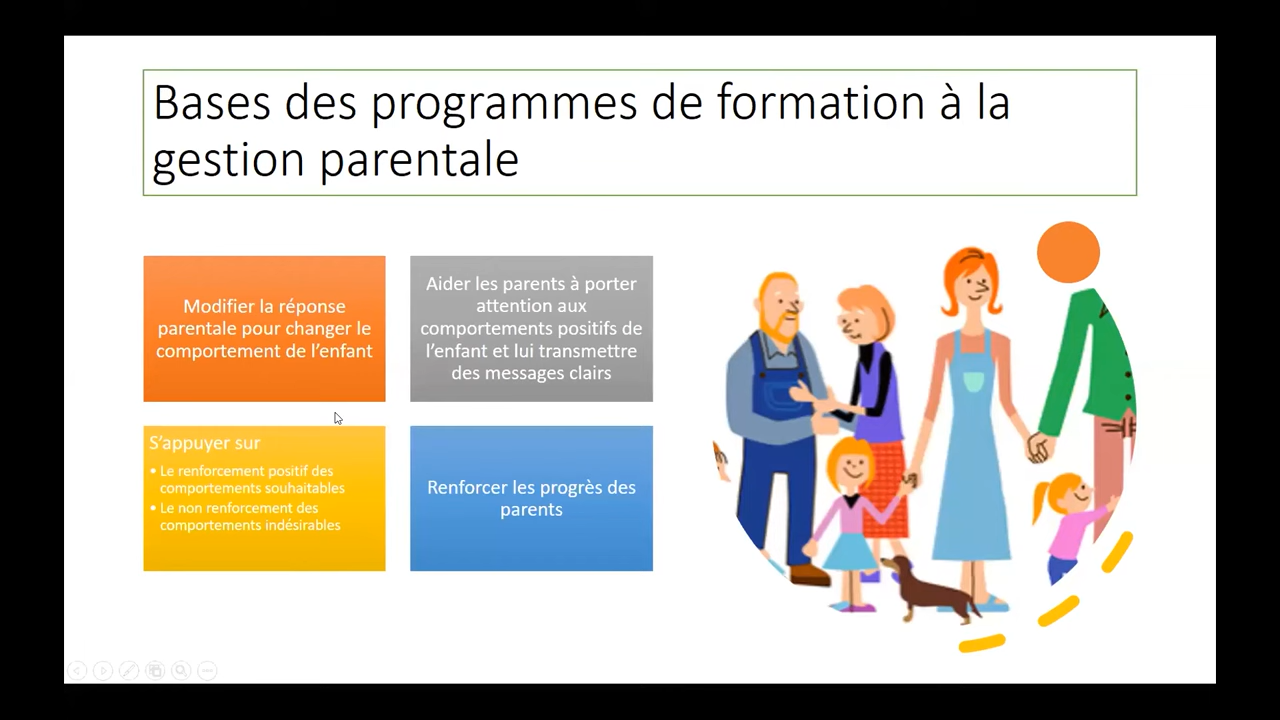 Bases des programmes de formation à la
gestion parentale
Modifier la réponse
parentale pour changer le
comportement de l'enfant
Aider les parents à porter
attention aux
comportements positifs de
l'enfant et lui transmettre
des messages clairs
S'appuyer sur
• Le renforcement positif des
comportements souhaitables
• Le non renforcement des
comportements indésirables
Renforcer les progrès des
parents